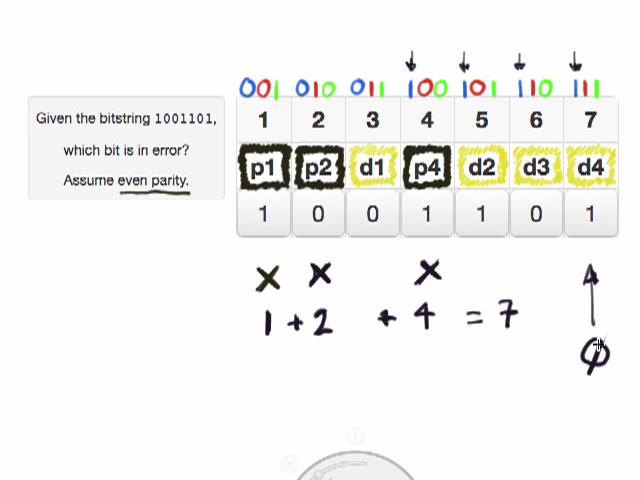 Given the bitstring 1001101,
which bit is in error?
Assume even parity.
001 010 011 100 101 110 111
1 2 3 4 5 6 7
p1 p2 d1 p4 d2 d3 d4
1 0 0 1 1 0 1
X X X
1 + 2 + 4 = 7
0